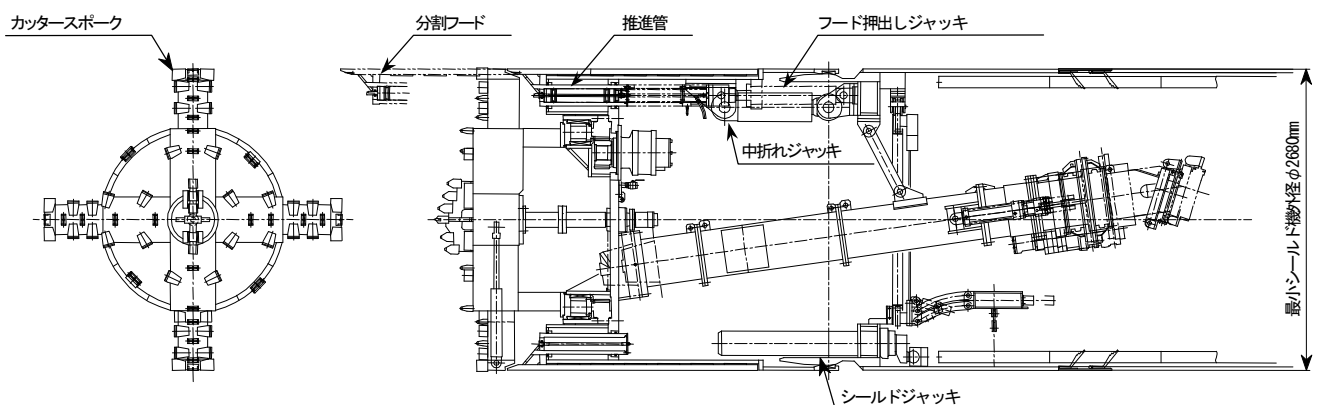 カッタースポーク
分割フード
推進管
フード押出しジャッキ
中折れジャッキ
最小シールド機外径φ2680mm
シールドジャッキ